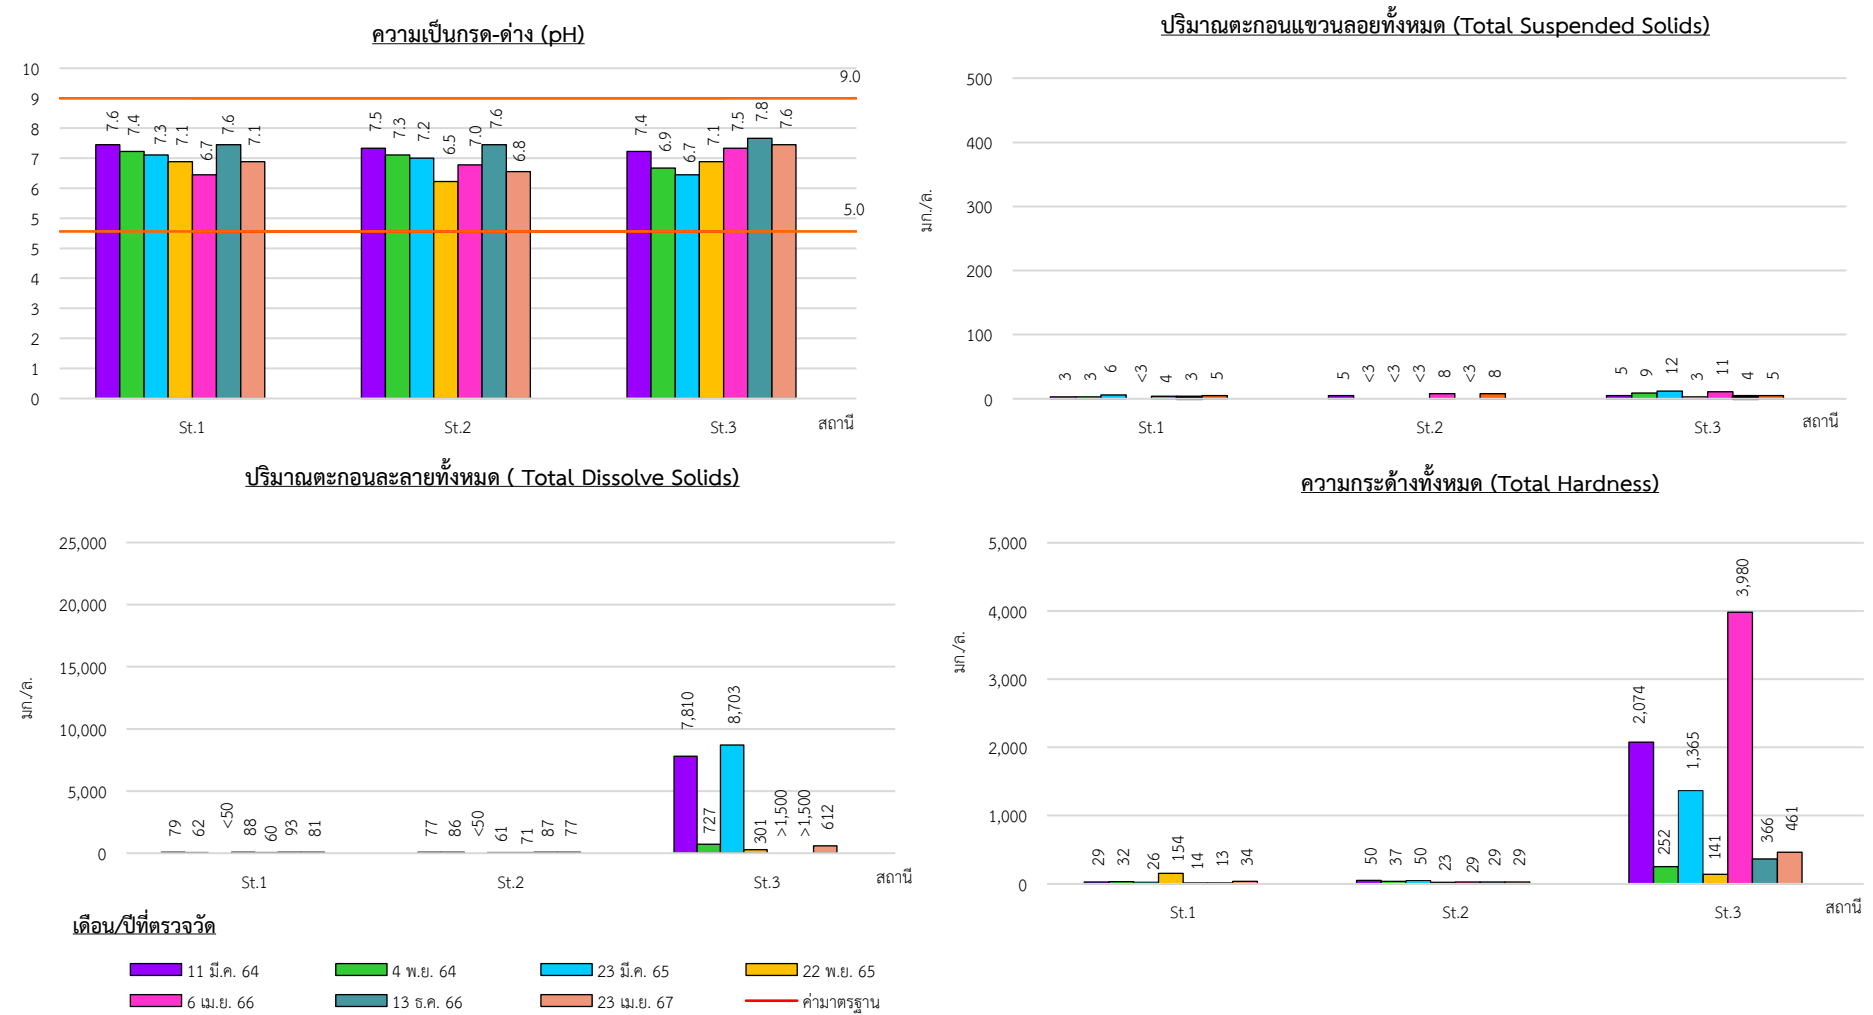 ความเป็นกรด-ด่าง (pH)
10
9
8
7
6
5
5
4
3
2
1
0
9.0
5.0
7.6 7.4 7.3 7.1 6.7 7.6 7.1
7.5 7.3 7.2 6.5 7.0 7.6 6.8
7.4 6.9 6.7 7.1 7.5 7.8 7.6
St.1 St.2 St.3 สถานี
ปริมาณตะกอนแขวนลอยทั้งหมด (Total Suspended Solids)
มก./ล.
500
400
300
200
100
0
3 3 6 <3 4 3 5
5 <3 <3 <3 8 <3 8
5 9 12 3 11 4 5
St.1 St.2 St.3 สถานี
ปริมาณตะกอนละลายทั้งหมด ( Total Dissolve Solids)
มก./ล.
25,000
20,000
15,000
10,000
5,000
0
79 62 <50 88 60 93 81
77 86 <50 61 71 87 77
7,810 727 8,703 301 >1,500 >1,500 612
St.1 St.2 St.3 สถานี
ความกระด้างทั้งหมด (Total Hardness)
มก./ล.
5,000
4,000
3,000
2,000
1,000
0
29 32 26 154 14 13 34
50 37 50 23 29 29 29
2,074 252 1,365 141 3,980 366 461
St.1 St.2 St.3 สถานี
เดือน/ปีที่ตรวจวัด
11 มี.ค. 64 4 พ.ย. 64 23 มี.ค. 65 22 พ.ย. 65
6 เม.ย. 66 13 ธ.ค. 66 23 เม.ย. 67 ค่ามาตรฐาน